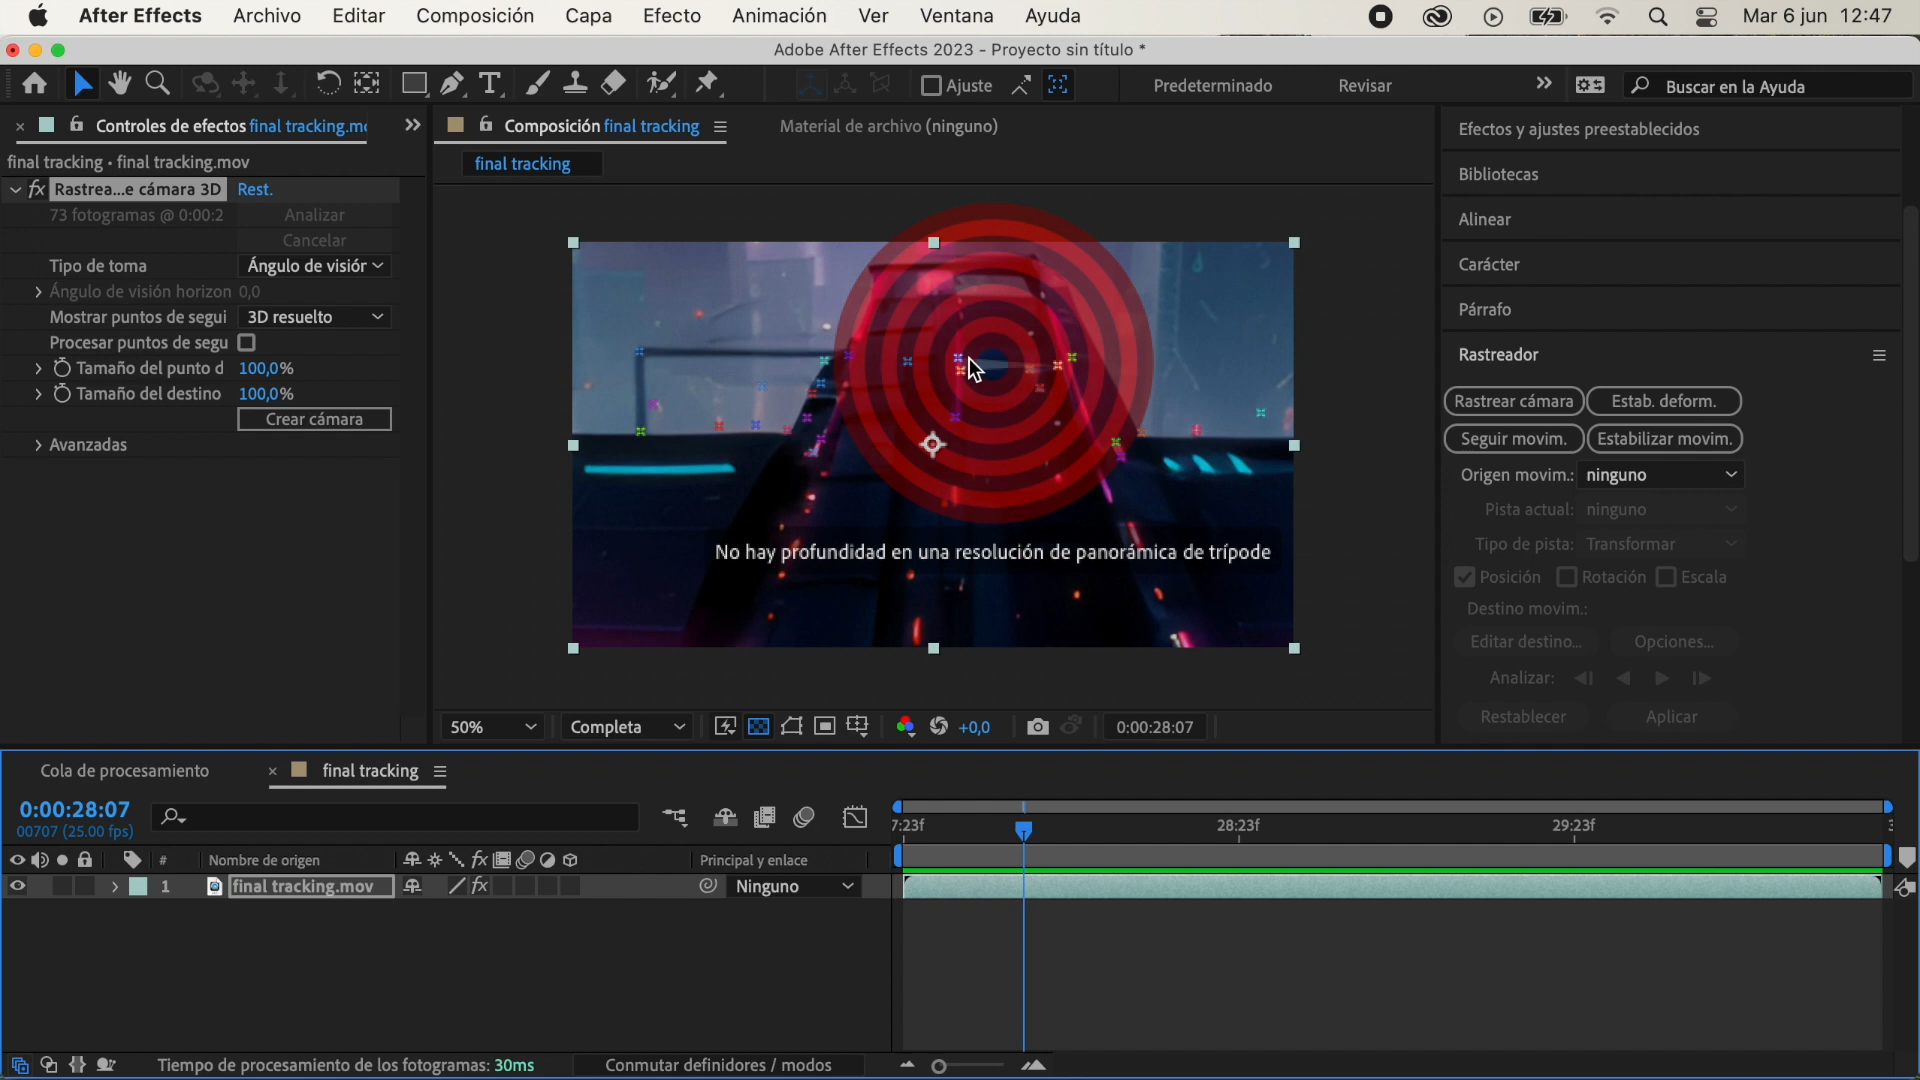 After Effects Archivo Editar Composición Capa Efecto Animación Ver Ventana Ayuda Mar 6 jun 12:47
Adobe After Effects 2023 - Proyecto sin título *
Ajuste Predeterminado Revisar Buscar en la Ayuda
Controles de efectos final tracking.mo
Composición final tracking
Material de archivo (ninguno)
final tracking • final tracking.mov
final tracking
Rastrea...e cámara 3D Rest.
73 fotogramas @ 0:00:2 Analizar
Cancelar
Tipo de toma Ángulo de visión
Ángulo de visión horizon 0,0
Mostrar puntos de segui 3D resuelto
Procesar puntos de segu
Tamaño del punto d 100,0%
Tamaño del destino 100,0%
Crear cámara
Avanzadas
No hay profundidad en una resolución de panorámica de trípode
50% Completa +0,0 0:00:28:07
Efectos y ajustes preestablecidos
Bibliotecas
Alinear
Carácter
Párrafo
Rastreador
Rastrear cámara Estab. deform.
Seguir movim. Estabilizar movim.
Origen movim.: ninguno
Pista actual: ninguno
Tipo de pista: Transformar
Posición Rotación Escala
Destino movim.:
Editar destino... Opciones...
Analizar:
Restablecer Aplicar
Cola de procesamiento final tracking
0:00:28:07
00707 (25.00 fps)
7:23f 28:23f 29:23f 3
# Nombre de origen Principal y enlace
1 final tracking.mov Ninguno
Tiempo de procesamiento de los fotogramas: 30ms Conmutar definidores / modos